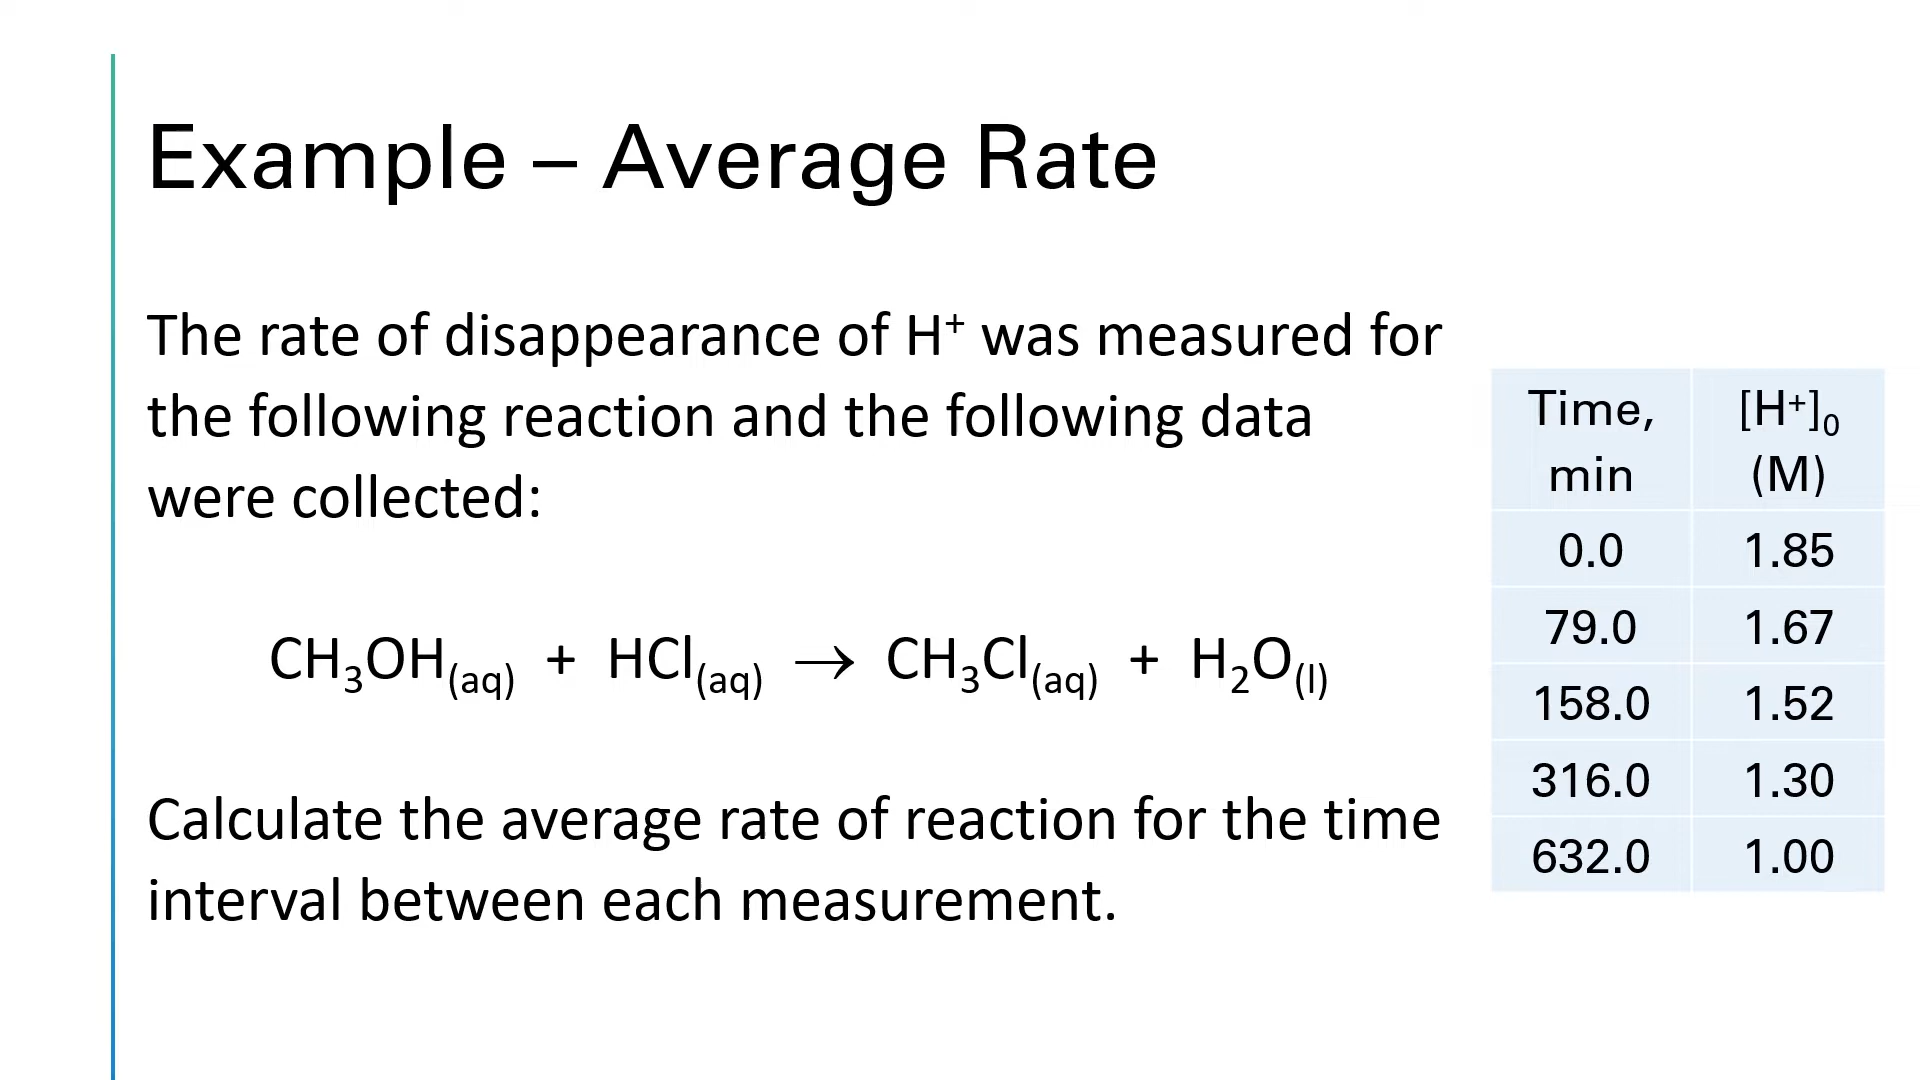 Example – Average Rate
The rate of disappearance of H⁺ was measured for
the following reaction and the following data
were collected:
CH₃OH₍aq₎ + HCl₍aq₎ → CH₃Cl₍aq₎ + H₂O₍l₎
Calculate the average rate of reaction for the time
interval between each measurement.
Time, min [H⁺]₀ (M)
0.0 1.85
79.0 1.67
158.0 1.52
316.0 1.30
632.0 1.00